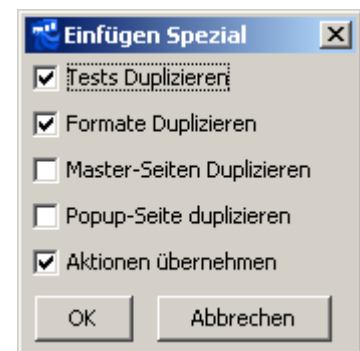 Einfügen Spezial
Tests Duplizieren
Formate Duplizieren
Master-Seiten Duplizieren
Popup-Seite duplizieren
Aktionen übernehmen
OK Abbrechen